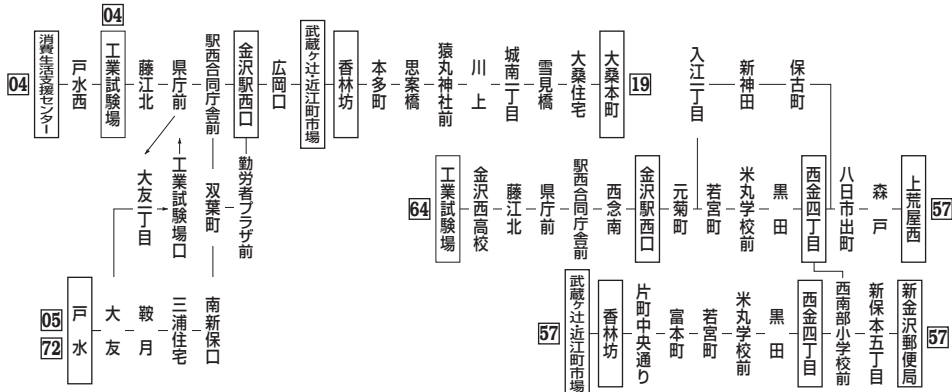 04
04
消費生活支援センター
戸水西
工業試験場
藤江北
県庁前
駅西合同庁舎前
金沢駅西口
広岡口
武蔵ヶ辻・近江町市場
香林坊
本多町
思案橋
猿丸神社前
川上
城南二丁目
雪見橋
大桑住宅
大桑本町
19
入江二丁目
新神田
保古町
大友二丁目
工業試験場口
双葉町
勤労者プラザ前
05
72
戸水
大友
鞍月
三浦住宅
南新保口
64
工業試験場
金沢西高校
藤江北
県庁前
駅西合同庁舎前
西念南
金沢駅西口
元菊町
若宮町
米丸学校前
黒田
西金四丁目
八日市出町
森戸
上荒屋西
57
57
武蔵ヶ辻・近江町市場
香林坊
片町中央通り
富本町
若宮町
米丸学校前
黒田
西金四丁目
西南部小学校前
新保本五丁目
新金沢郵便局
57